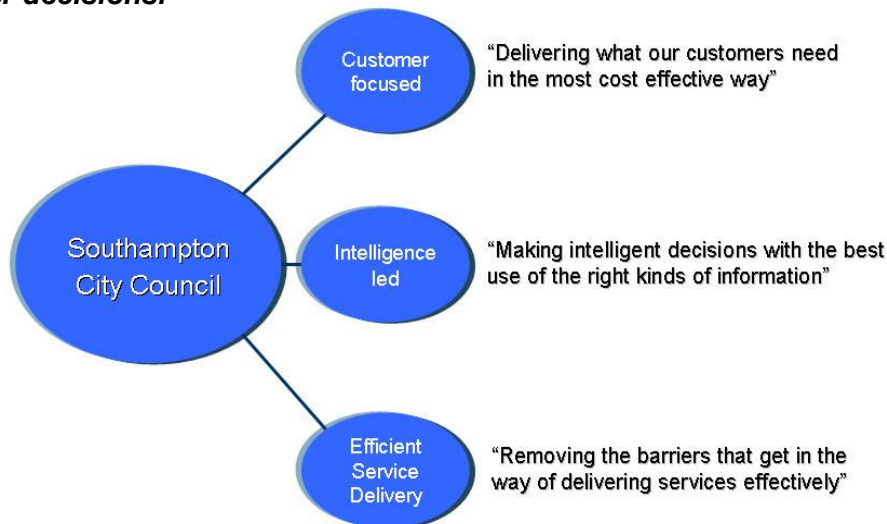 decisions.
Customer
focused
"Delivering what our customers need
in the most cost effective way"
Southampton
City Council
Intelligence
led
"Making intelligent decisions with the best
use of the right kinds of information"
Efficient
Service
Delivery
"Removing the barriers that get in the
way of delivering services effectively"